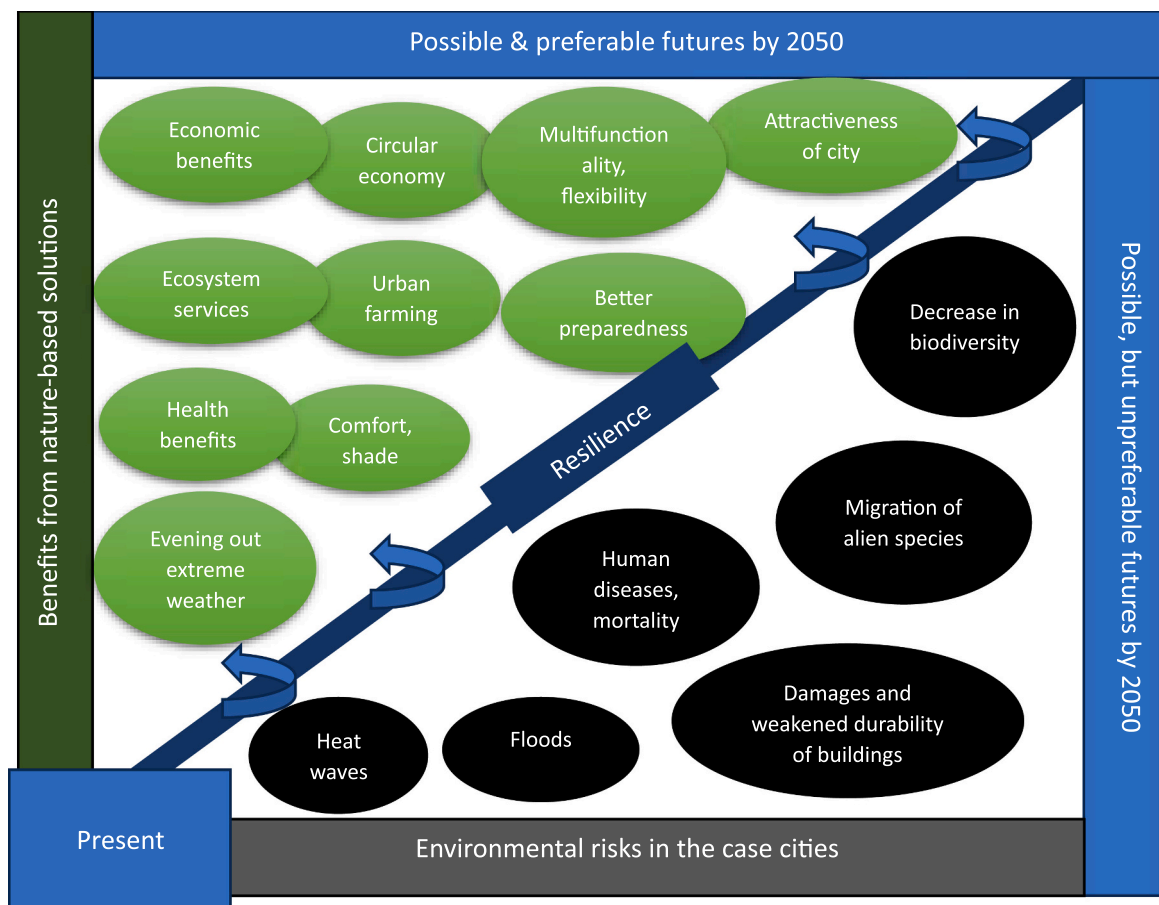 Possible & preferable futures by 2050
Benefits from nature-based solutions
Economic
benefits
Circular
economy
Multifunction
ality,
flexibility
Attractiveness
of city
Ecosystem
services
Urban
farming
Better
preparedness
Health
benefits
Comfort,
shade
Evening out
extreme
weather
Resilience
Decrease in
biodiversity
Migration of
alien species
Human
diseases,
mortality
Damages and
weakened durability
of buildings
Heat
waves
Floods
Possible, but unpreferable futures by 2050
Present
Environmental risks in the case cities